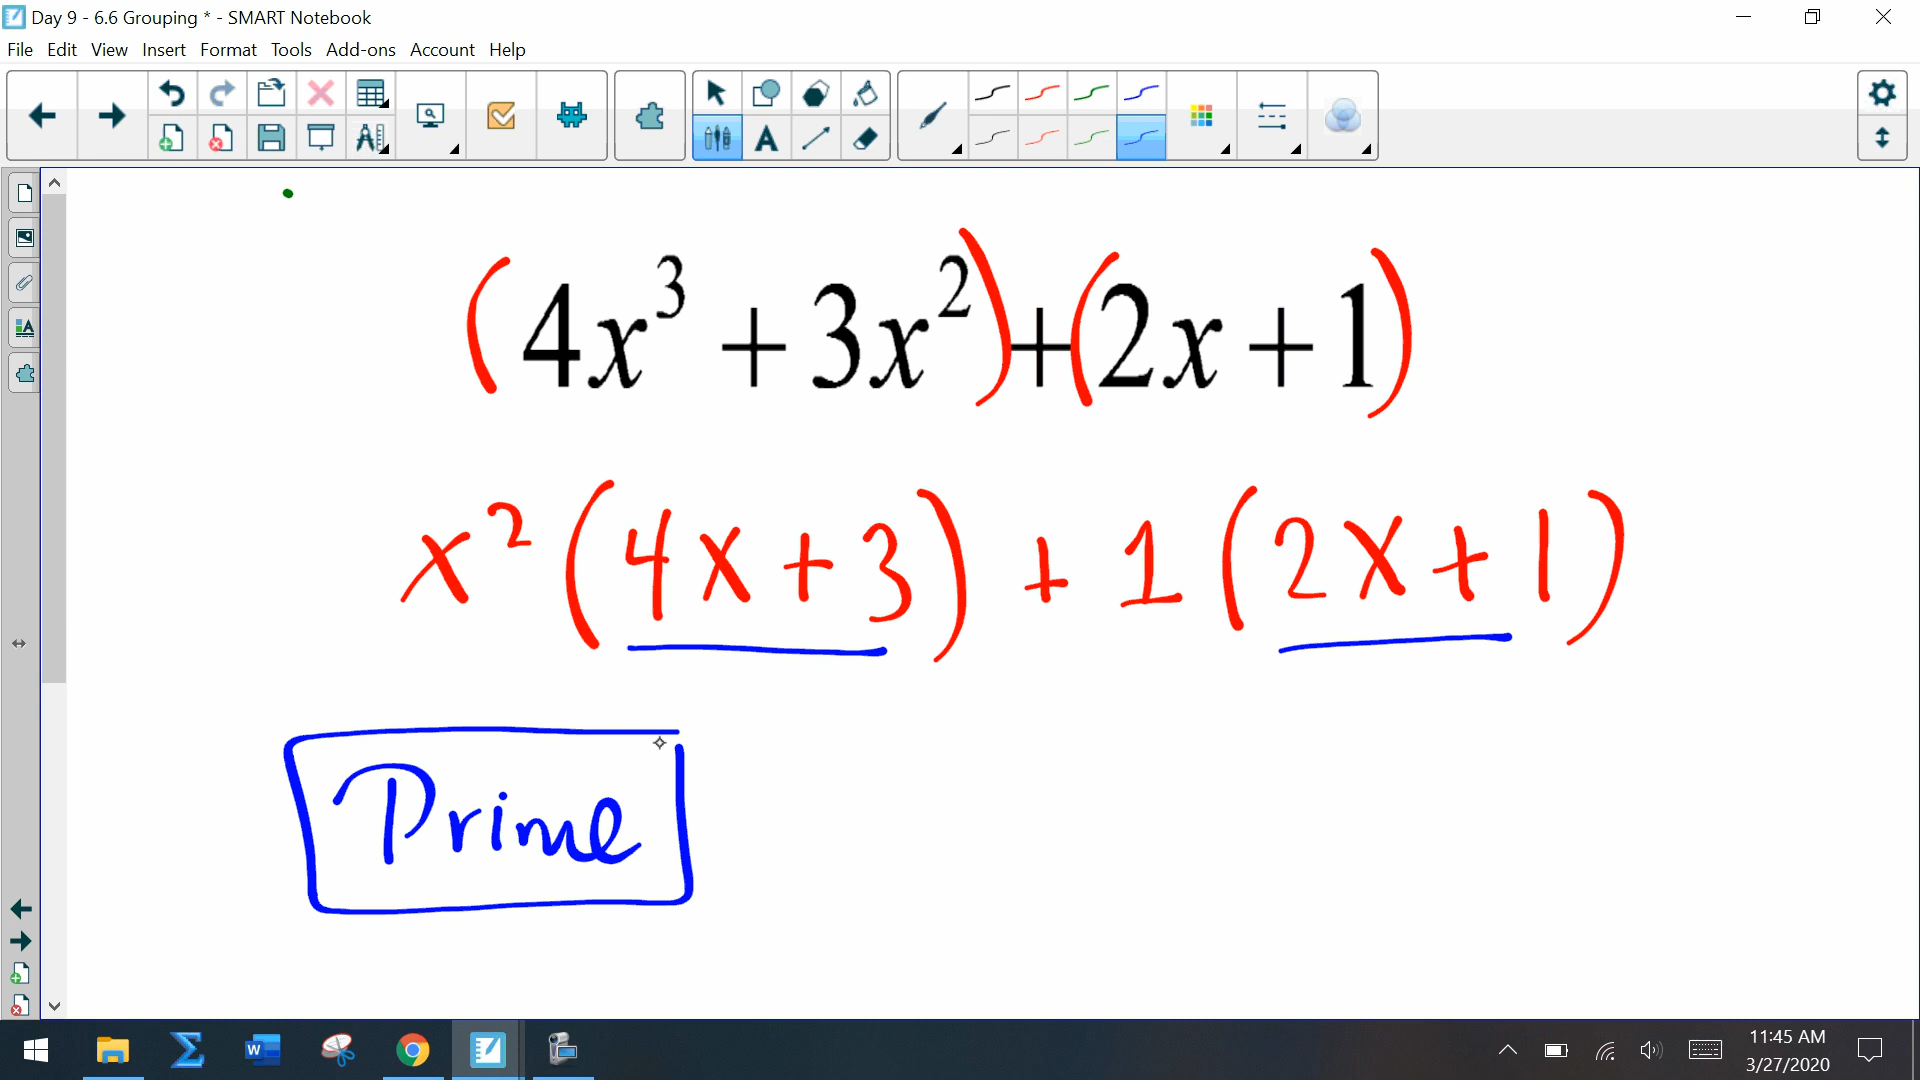 Day 9 - 6.6 Grouping * - SMART Notebook
File Edit View Insert Format Tools Add-ons Account Help
(4x³ + 3x²) + (2x + 1)
x² (4x + 3) + 1 (2x + 1)
Prime
11:45 AM
3/27/2020